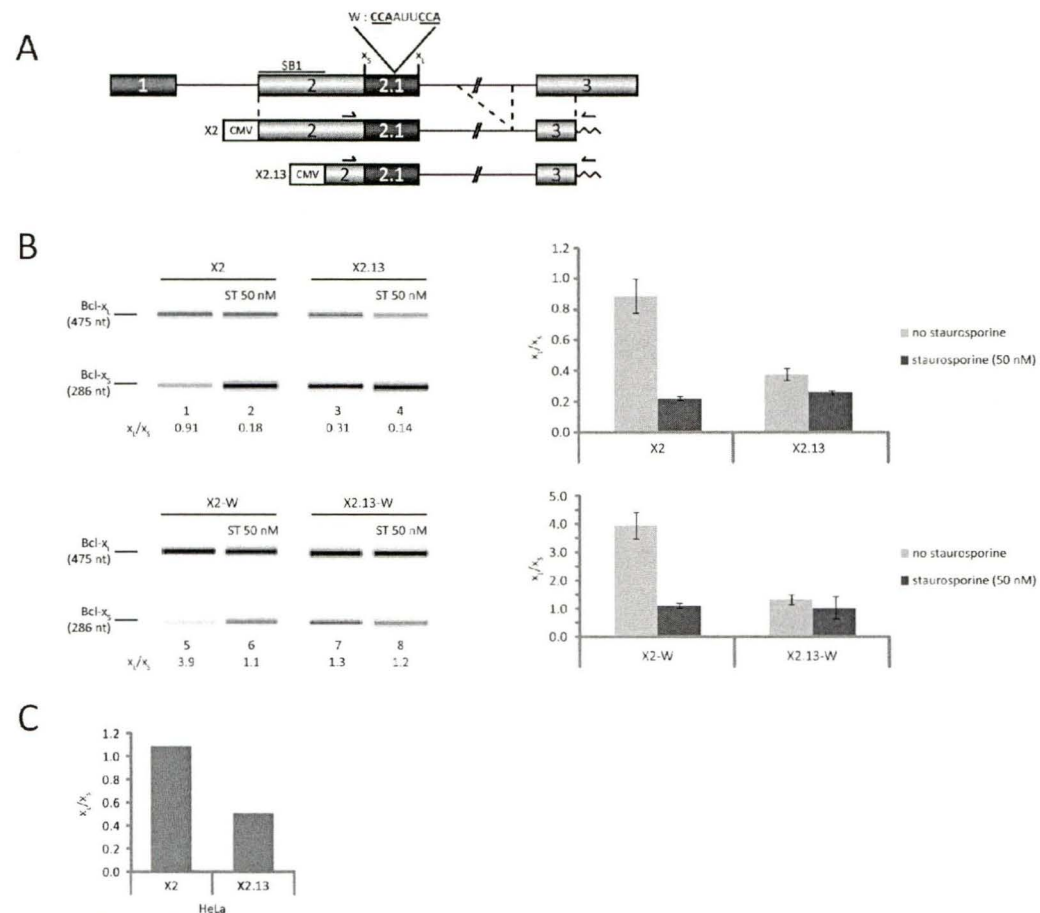 A
W : CCAAUUCCA
xS xL
SB1
1 2 2.1 3
X2 CMV 2 2.1 3
X2.13 CMV 2 2.1 3
B
X2 X2.13
ST 50 nM ST 50 nM
Bcl-xL
(475 nt)
Bcl-xS
(286 nt)
1 2 3 4
xL/xS 0.91 0.18 0.31 0.14
1.2
1.0
0.8
0.6
0.4
0.2
0.0
xL/xS
X2 X2.13
no staurosporine
staurosporine (50 nM)
X2-W X2.13-W
ST 50 nM ST 50 nM
Bcl-xL
(475 nt)
Bcl-xS
(286 nt)
5 6 7 8
xL/xS 3.9 1.1 1.3 1.2
5.0
4.0
3.0
2.0
1.0
0.0
xL/xS
X2-W X2.13-W
no staurosporine
staurosporine (50 nM)
C
1.2
1.0
0.8
0.6
0.4
0.2
0.0
xL/xS
X2 X2.13
HeLa